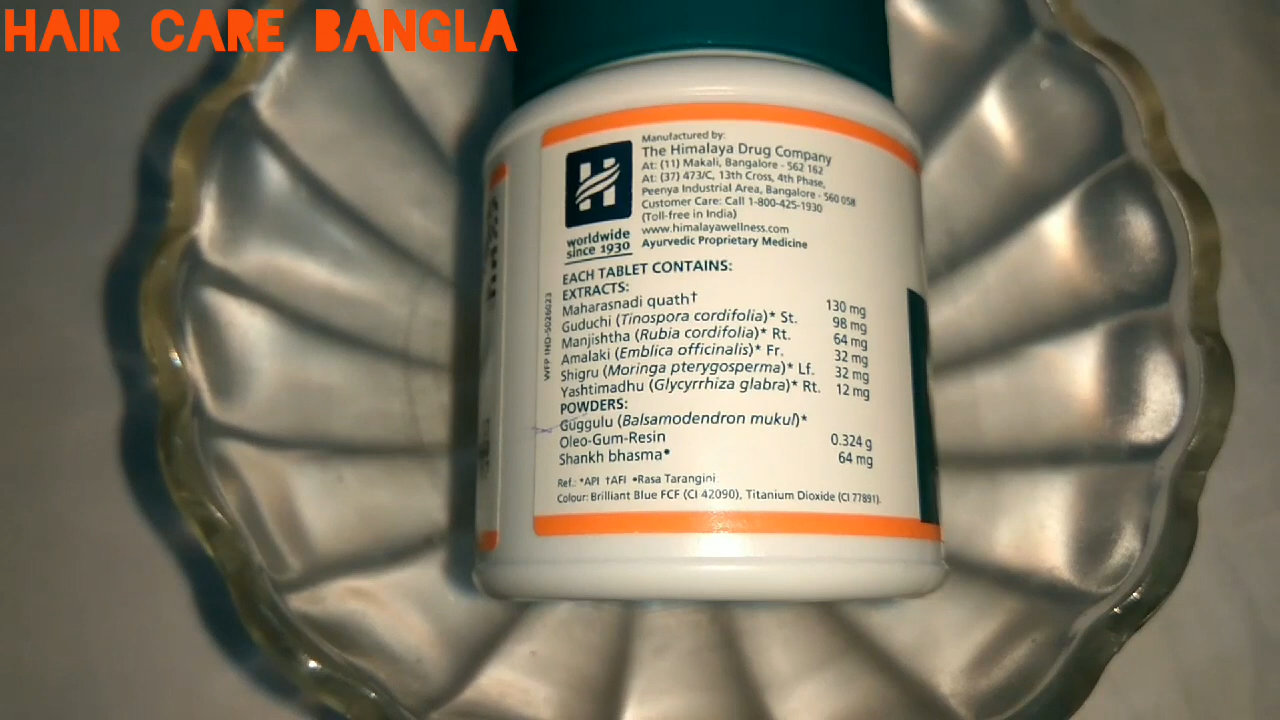 HAIR CARE BANGLA
Manufactured by:
The Himalaya Drug Company
At: (11) Makali, Bangalore - 562 162
At: (37) 473/C, 13th Cross, 4th Phase,
Peenya Industrial Area, Bangalore - 560 058
Customer Care: Call 1-800-425-1930
(Toll-free in India)
www.himalayawellness.com
Ayurvedic Proprietary Medicine
H
worldwide
since 1930
EACH TABLET CONTAINS:
EXTRACTS:
Maharasnadi quath† 130 mg
Guduchi (Tinospora cordifolia)* St. 98 mg
Manjishtha (Rubia cordifolia)* Rt. 64 mg
Amalaki (Emblica officinalis)* Fr. 32 mg
Shigru (Moringa pterygosperma)* Lf. 32 mg
Yashtimadhu (Glycyrrhiza glabra)* Rt. 12 mg
POWDERS:
Guggulu (Balsamodendron mukul)*
Oleo-Gum-Resin 0.324 g
Shankh bhasma• 64 mg
Ref.: *API †AFI •Rasa Tarangini
Colour: Brilliant Blue FCF (CI 42090), Titanium Dioxide (CI 77891).